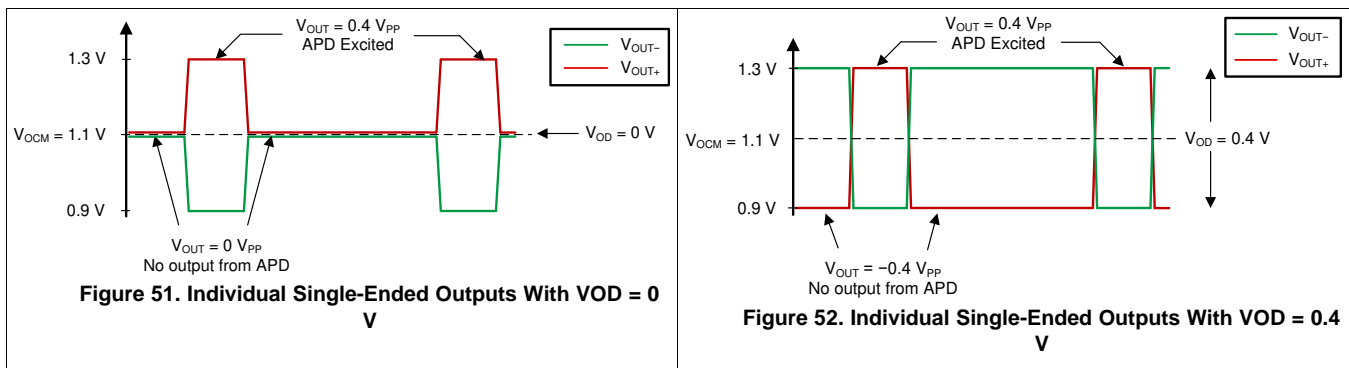 V_OUT = 0.4 V_PP
APD Excited
V_OUT−
V_OUT+
1.3 V
V_OCM = 1.1 V
V_OD = 0 V
0.9 V
V_OUT = 0 V_PP
No output from APD
Figure 51. Individual Single-Ended Outputs With VOD = 0
V
V_OUT = 0.4 V_PP
APD Excited
V_OUT−
V_OUT+
1.3 V
V_OCM = 1.1 V
V_OD = 0.4 V
0.9 V
V_OUT = −0.4 V_PP
No output from APD
Figure 52. Individual Single-Ended Outputs With VOD = 0.4
V